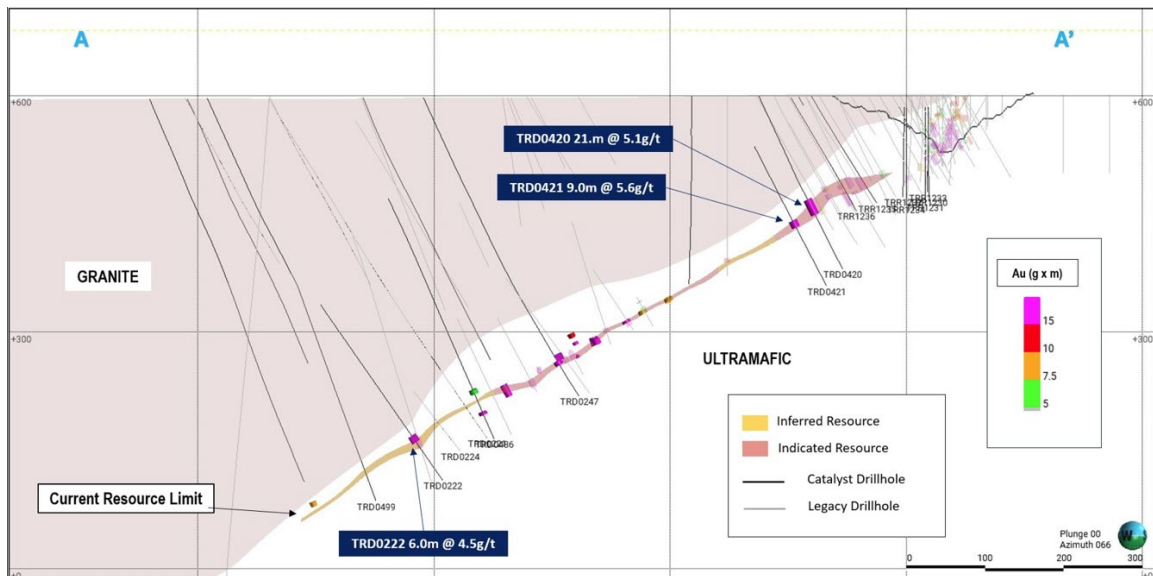 A
A'
+600
+600
TRD0420 21.m @ 5.1g/t
TRD0421 9.0m @ 5.6g/t
TRR1236
TRR1231
TRD0420
TRD0421
GRANITE
Au (g x m)
15
10
7.5
5
+300
+300
ULTRAMAFIC
TRD0247
Inferred Resource
Indicated Resource
Catalyst Drillhole
Legacy Drillhole
TRD0224
TRD0222
Current Resource Limit
TRD0499
TRD0222 6.0m @ 4.5g/t
Plunge 00
Azimuth 066
W
0
100
200
300